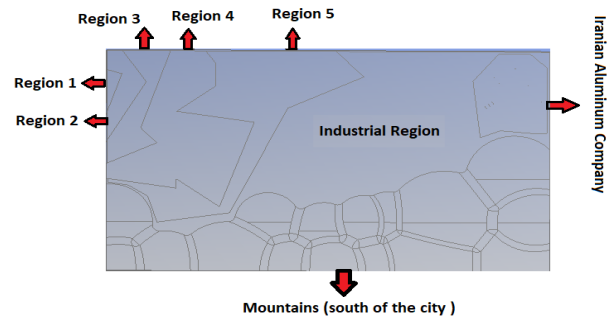 Region 3
Region 4
Region 5
Region 1
Region 2
Industrial Region
Iranian Aluminum Company
Mountains (south of the city )